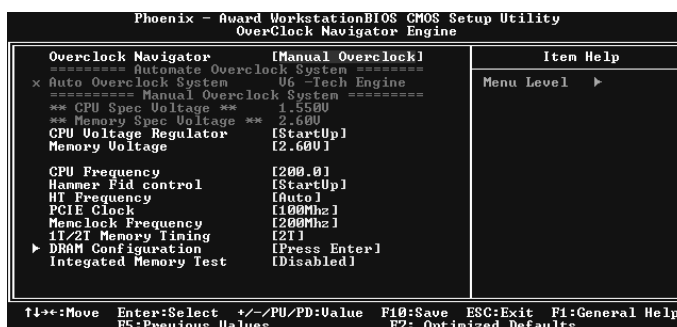 Phoenix - Award WorkstationBIOS CMOS Setup Utility
OverClock Navigator Engine
Overclock Navigator [Manual Overclock]
========= Automate Overclock System ========
x Auto Overclock System V6 -Tech Engine
========== Manual Overclock System =========
** CPU Spec Voltage ** 1.550V
** Memory Spec Voltage ** 2.60V
CPU Voltage Regulator [StartUp]
Memory Voltage [2.60V]
CPU Frequency [200.0]
Hammer Fid control [StartUp]
HT Frequency [Auto]
PCIE Clock [100Mhz]
Memclock Frequency [200Mhz]
1T/2T Memory Timing [2T]
▶ DRAM Configuration [Press Enter]
Integated Memory Test [Disabled]
Item Help
Menu Level ▶
↑↓→←:Move Enter:Select +/-/PU/PD:Value F10:Save ESC:Exit F1:General Help
F5:Previous Values F7: Optimized Defaults